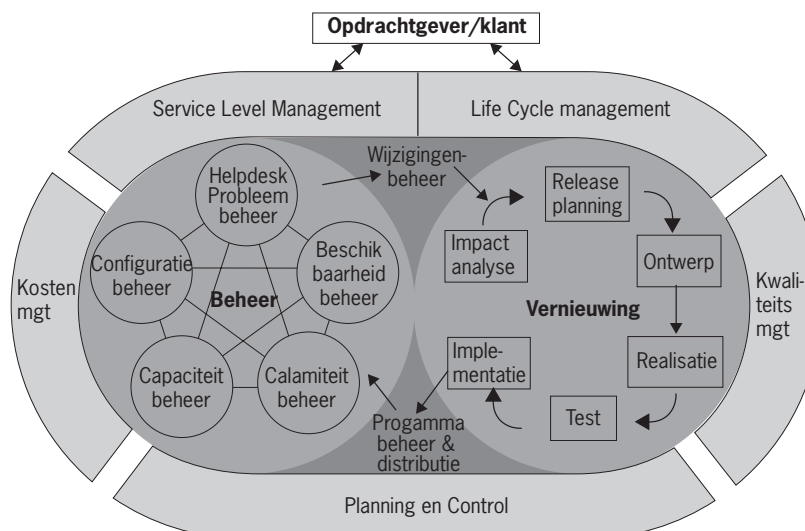 Opdrachtgever/klant
Service Level Management
Life Cycle management
Kosten
mgt
Kwali-
teits
mgt
Planning en Control
Wijzigingen-
beheer
Helpdesk
Probleem
beheer
Configuratie
beheer
Beschik
baarheid
beheer
Beheer
Capaciteit
beheer
Calamiteit
beheer
Release
planning
Impact
analyse
Ontwerp
Vernieuwing
Realisatie
Imple-
mentatie
Test
Progamma
beheer &
distributie